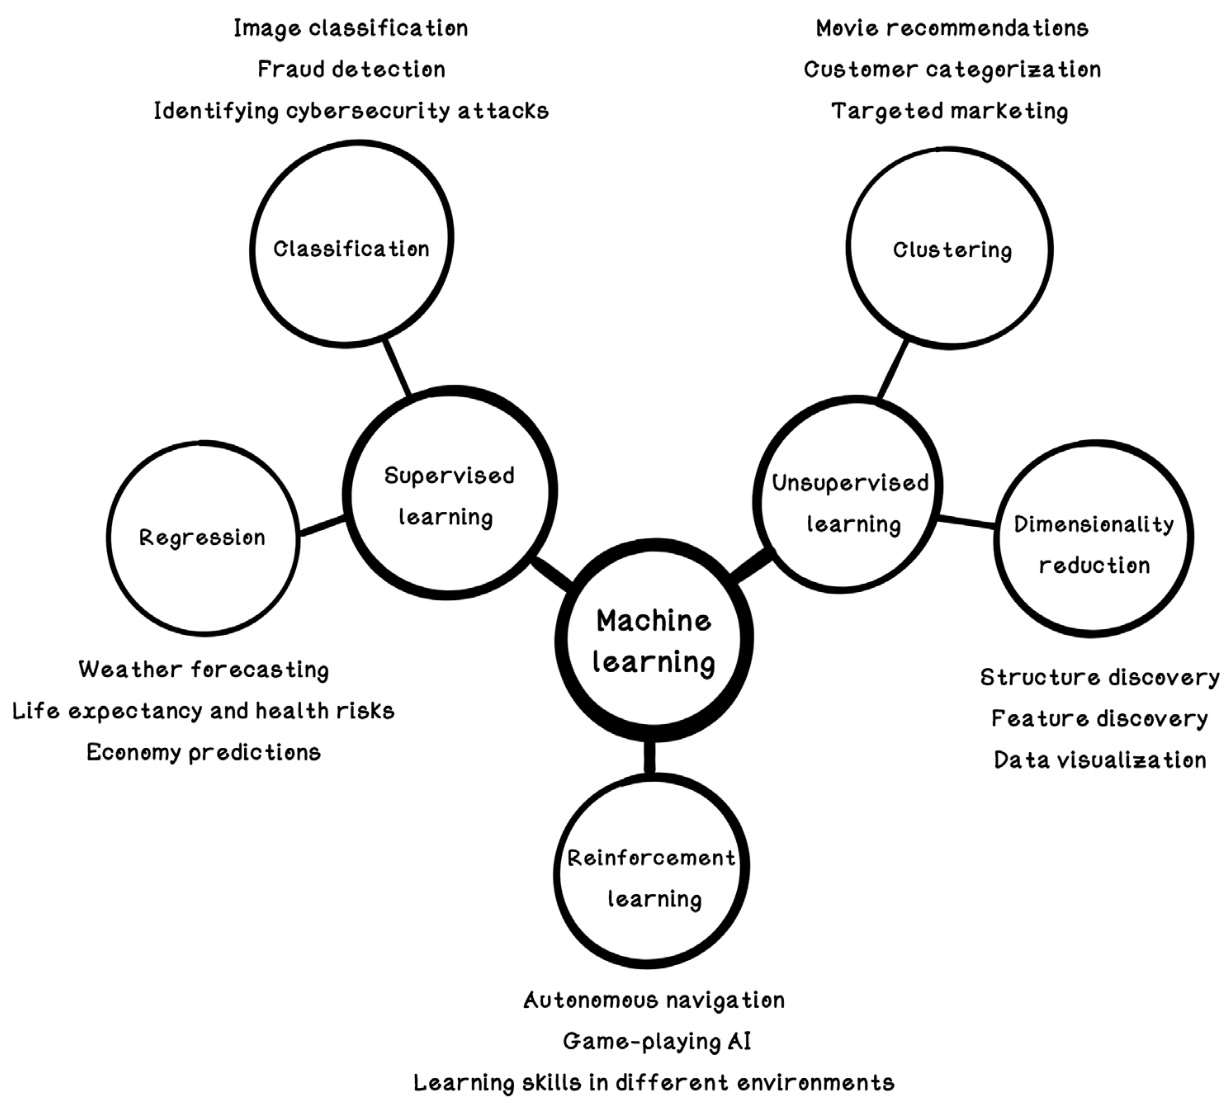 Image classification
Fraud detection
Identifying cybersecurity attacks
Movie recommendations
Customer categorization
Targeted marketing
Classification
Clustering
Supervised
learning
Unsupervised
learning
Regression
Dimensionality
reduction
Machine
learning
Weather forecasting
Life expectancy and health risks
Economy predictions
Structure discovery
Feature discovery
Data visualization
Reinforcement
learning
Autonomous navigation
Game-playing AI
Learning skills in different environments